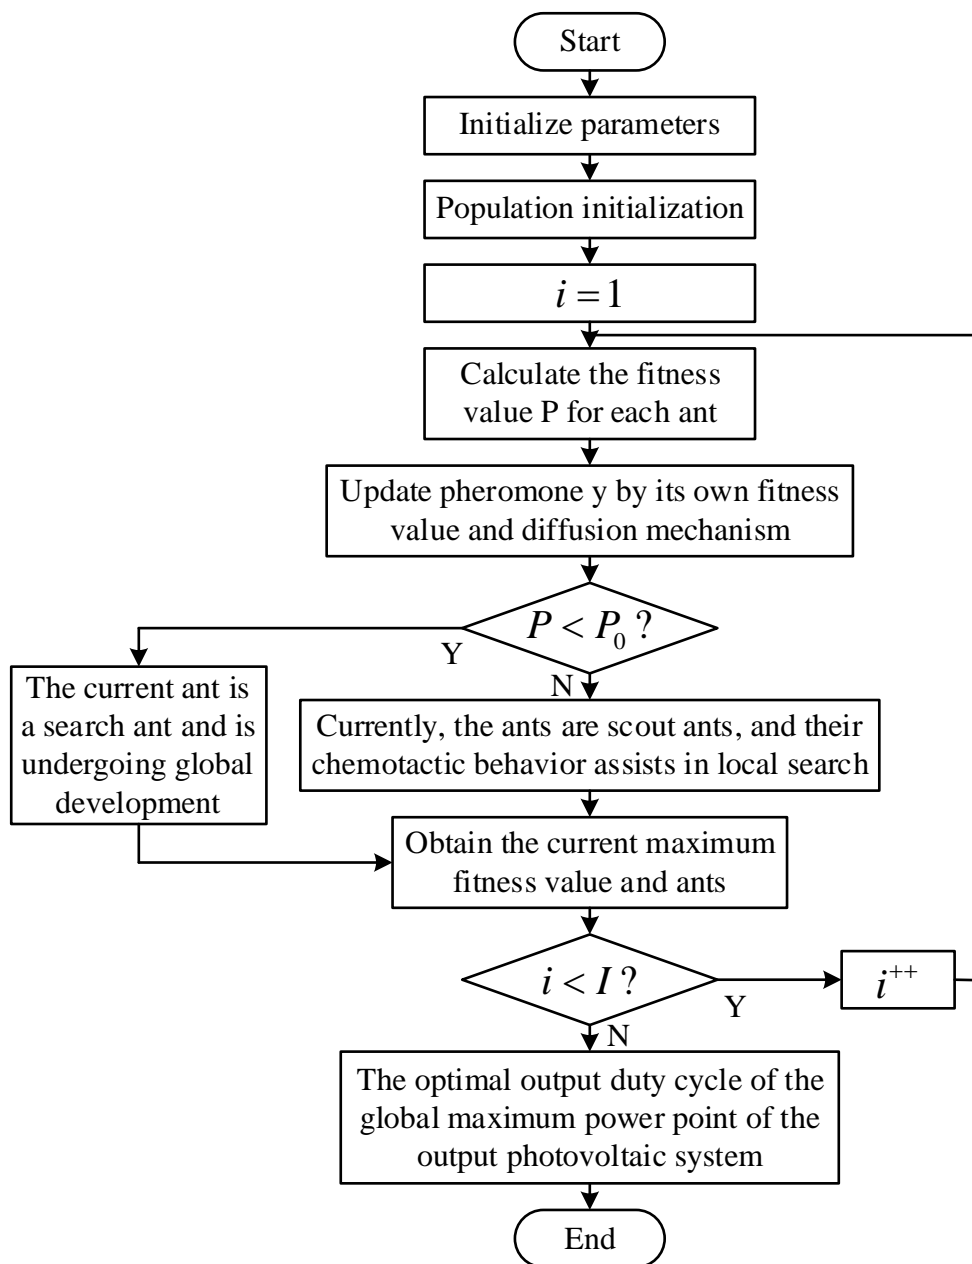 Start
Initialize parameters
Population initialization
i = 1
Calculate the fitness
value P for each ant
Update pheromone y by its own fitness
value and diffusion mechanism
P < P₀ ?
Y
N
The current ant is
a search ant and is
undergoing global
development
Currently, the ants are scout ants, and their
chemotactic behavior assists in local search
Obtain the current maximum
fitness value and ants
i < I ?
Y
i⁺⁺
N
The optimal output duty cycle of the
global maximum power point of the
output photovoltaic system
End